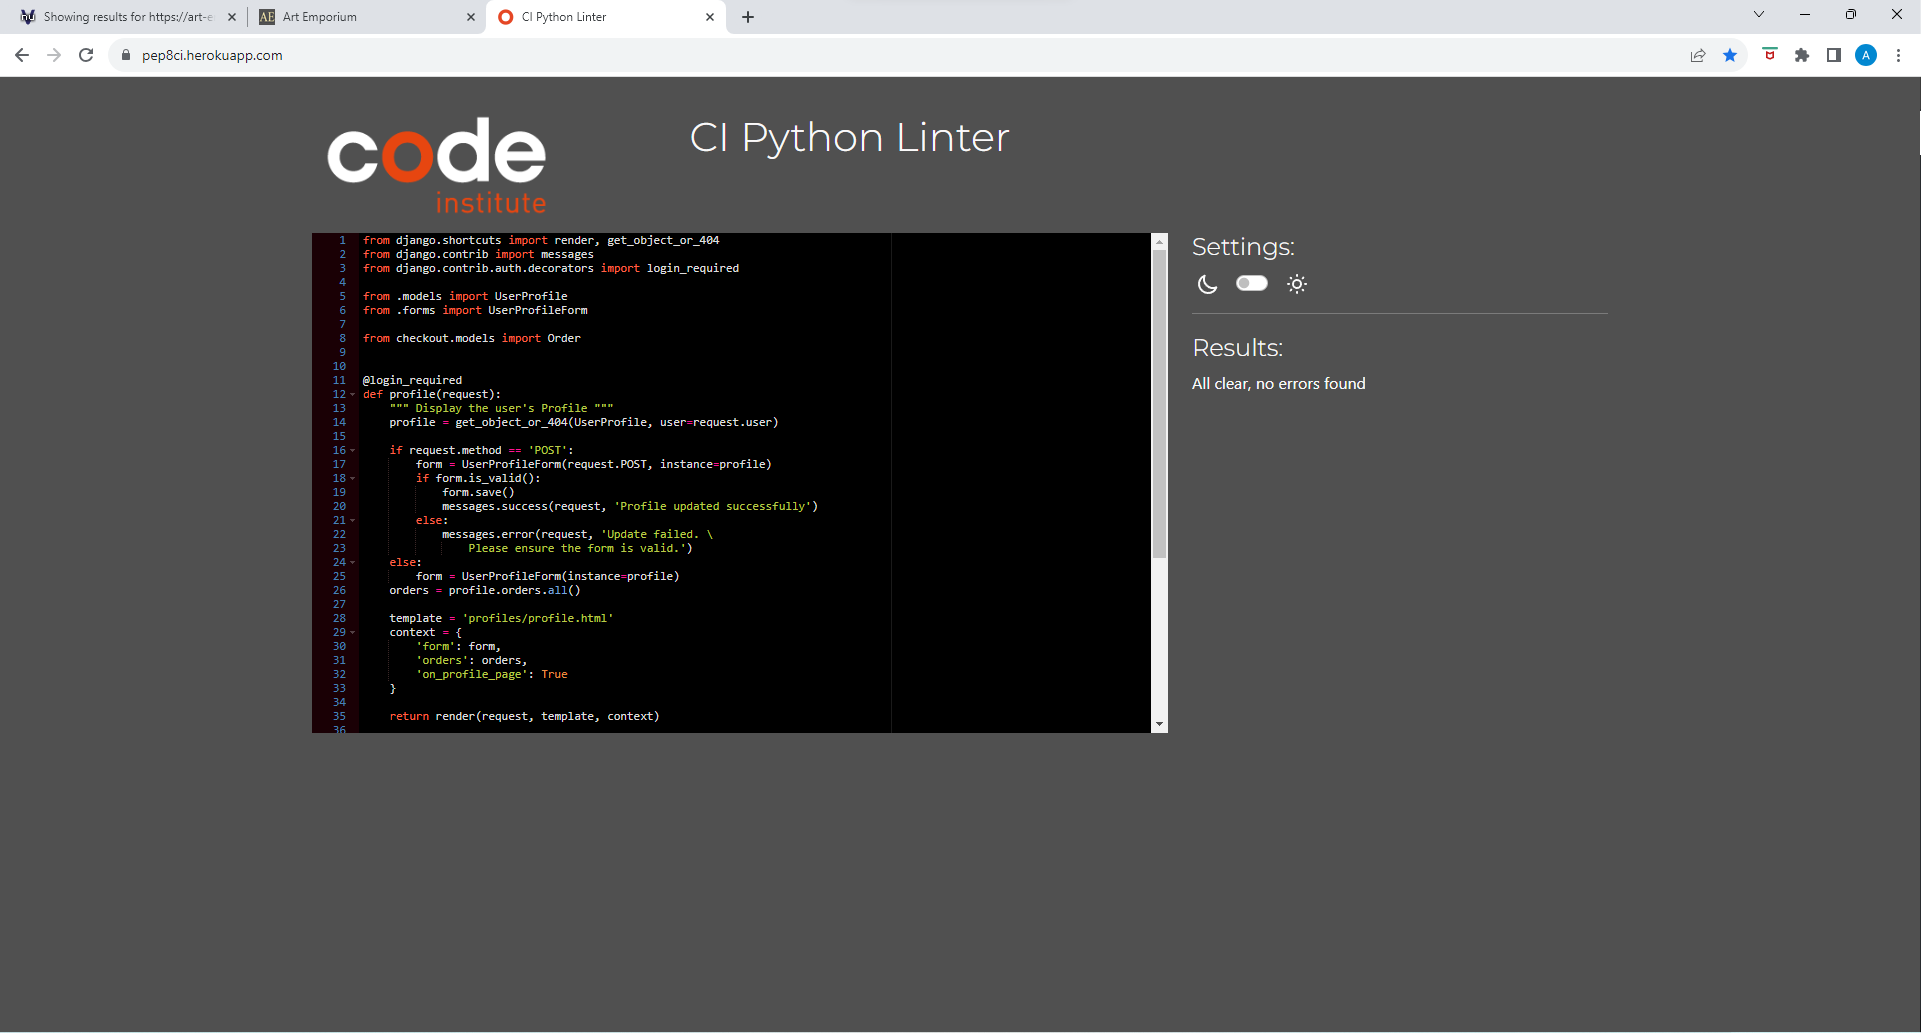 Showing results for https://art-e
Art Emporium
CI Python Linter
pep8ci.herokuapp.com
A
code
institute
CI Python Linter
1 from django.shortcuts import render, get_object_or_404
2 from django.contrib import messages
3 from django.contrib.auth.decorators import login_required
4
5 from .models import UserProfile
6 from .forms import UserProfileForm
7
8 from checkout.models import Order
9
10
11 @login_required
12 def profile(request):
13     """ Display the user's Profile """
14     profile = get_object_or_404(UserProfile, user=request.user)
15
16     if request.method == 'POST':
17         form = UserProfileForm(request.POST, instance=profile)
18         if form.is_valid():
19             form.save()
20             messages.success(request, 'Profile updated successfully')
21         else:
22             messages.error(request, 'Update failed. \
23                 Please ensure the form is valid.')
24     else:
25         form = UserProfileForm(instance=profile)
26     orders = profile.orders.all()
27
28     template = 'profiles/profile.html'
29     context = {
30         'form': form,
31         'orders': orders,
32         'on_profile_page': True
33     }
34
35     return render(request, template, context)
36
Settings:
Results:
All clear, no errors found